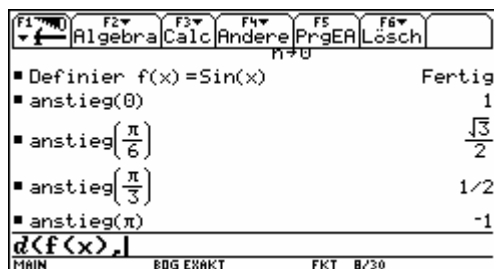 F1 F2 F3 F4 F5 F6
Algebra Calc Andere PrgEA Lösch
h→0
Definier f(x)=Sin(x) Fertig
anstieg(0) 1
anstieg(π/6) √3/2
anstieg(π/3) 1/2
anstieg(π) -1
d(f(x),
MAIN BOG EXAKT FKT 8/30